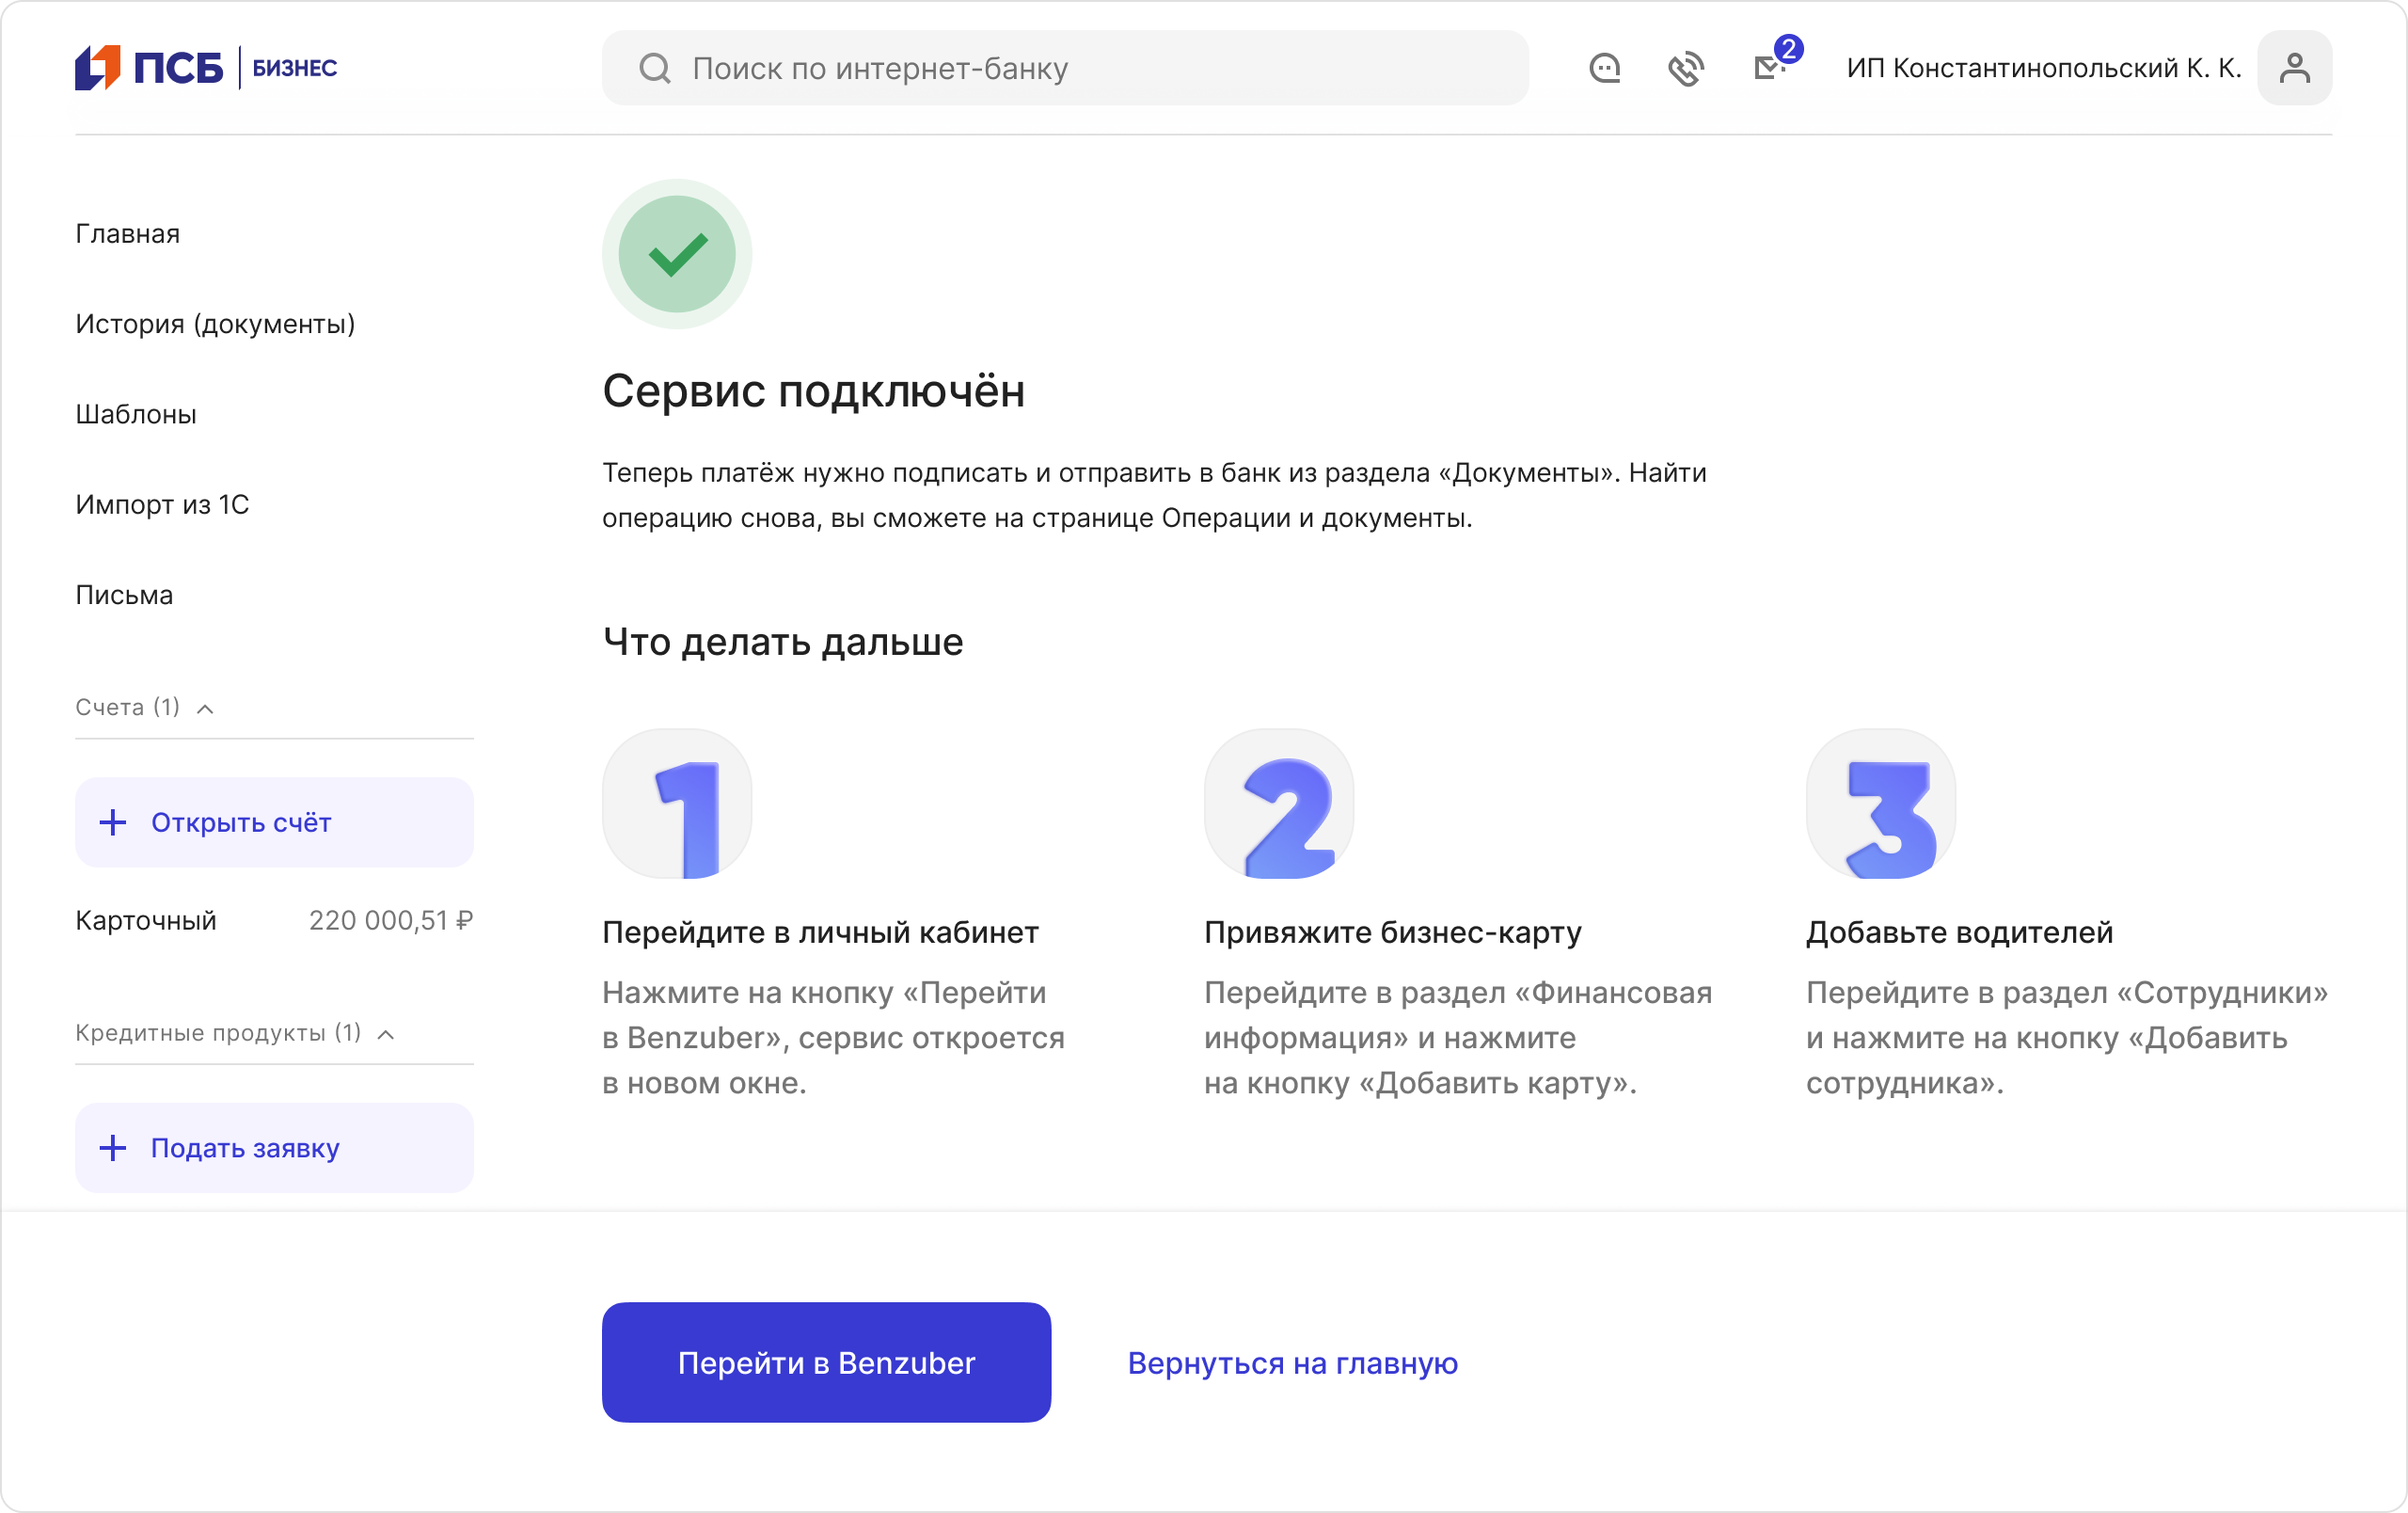 ПСБ БИЗНЕС
Поиск по интернет-банку
2
ИП Константинопольский К. К.
Главная
История (документы)
Шаблоны
Импорт из 1С
Письма
Счета (1)
Открыть счёт
Карточный 220 000,51 ₽
Кредитные продукты (1)
Подать заявку
Сервис подключён
Теперь платёж нужно подписать и отправить в банк из раздела «Документы». Найти
операцию снова, вы сможете на странице Операции и документы.
Что делать дальше
1
Перейдите в личный кабинет
Нажмите на кнопку «Перейти
в Benzuber», сервис откроется
в новом окне.
2
Привяжите бизнес-карту
Перейдите в раздел «Финансовая
информация» и нажмите
на кнопку «Добавить карту».
3
Добавьте водителей
Перейдите в раздел «Сотрудники»
и нажмите на кнопку «Добавить
сотрудника».
Перейти в Benzuber
Вернуться на главную